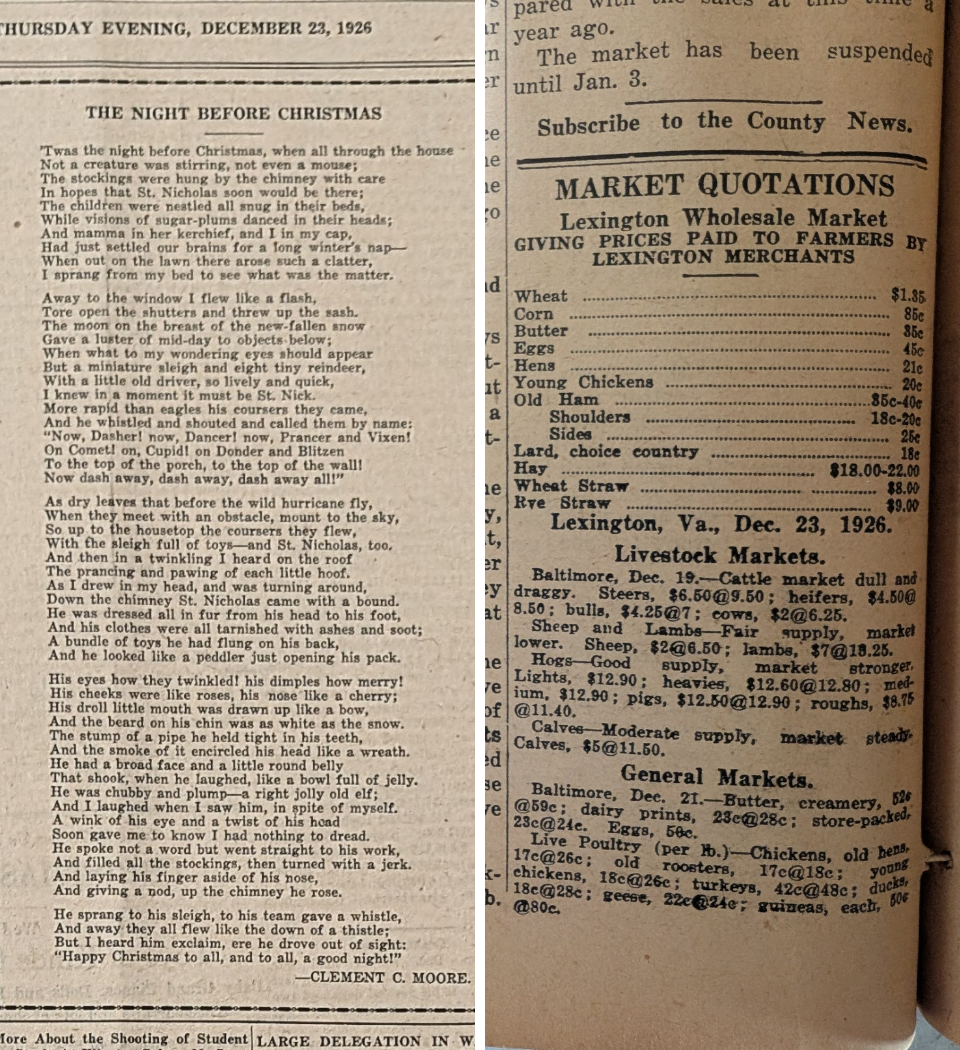 THURSDAY EVENING, DECEMBER 23, 1926
THE NIGHT BEFORE CHRISTMAS
'Twas the night before Christmas, when all through the house
Not a creature was stirring, not even a mouse;
The stockings were hung by the chimney with care
In hopes that St. Nicholas soon would be there;
The children were nestled all snug in their beds,
While visions of sugar-plums danced in their heads;
And mamma in her kerchief, and I in my cap,
Had just settled our brains for a long winter's nap—
When out on the lawn there arose such a clatter,
I sprang from my bed to see what was the matter.
Away to the window I flew like a flash,
Tore open the shutters and threw up the sash.
The moon on the breast of the new-fallen snow
Gave a luster of mid-day to objects below;
When what to my wondering eyes should appear
But a miniature sleigh and eight tiny reindeer,
With a little old driver, so lively and quick,
I knew in a moment it must be St. Nick.
More rapid than eagles his coursers they came,
And he whistled and shouted and called them by name:
"Now, Dasher! now, Dancer! now, Prancer and Vixen!
On Comet! on, Cupid! on Donder and Blitzen
To the top of the porch, to the top of the wall!
Now dash away, dash away, dash away all!"
As dry leaves that before the wild hurricane fly,
When they meet with an obstacle, mount to the sky,
So up to the housetop the coursers they flew,
With the sleigh full of toys—and St. Nicholas, too.
And then in a twinkling I heard on the roof
The prancing and pawing of each little hoof.
As I drew in my head, and was turning around,
Down the chimney St. Nicholas came with a bound.
He was dressed all in fur from his head to his foot,
And his clothes were all tarnished with ashes and soot;
A bundle of toys he had flung on his back,
And he looked like a peddler just opening his pack.
His eyes how they twinkled! his dimples how merry!
His cheeks were like roses, his nose like a cherry;
His droll little mouth was drawn up like a bow,
And the beard on his chin was as white as the snow.
The stump of a pipe he held tight in his teeth,
And the smoke of it encircled his head like a wreath.
He had a broad face and a little round belly
That shook, when he laughed, like a bowl full of jelly.
He was chubby and plump—a right jolly old elf;
And I laughed when I saw him, in spite of myself.
A wink of his eye and a twist of his head
Soon gave me to know I had nothing to dread.
He spoke not a word but went straight to his work,
And filled all the stockings, then turned with a jerk.
And laying his finger aside of his nose,
And giving a nod, up the chimney he rose.
He sprang to his sleigh, to his team gave a whistle,
And away they all flew like the down of a thistle;
But I heard him exclaim, ere he drove out of sight:
"Happy Christmas to all, and to all, a good night!"
—CLEMENT C. MOORE.
More About the Shooting of Student
LARGE DELEGATION IN W
pared with the sales at this time a
year ago.
The market has been suspended
until Jan. 3.
Subscribe to the County News.
MARKET QUOTATIONS
Lexington Wholesale Market
GIVING PRICES PAID TO FARMERS BY
LEXINGTON MERCHANTS
Wheat $1.35
Corn 85c
Butter 35c
Eggs 45c
Hens 21c
Young Chickens 20c
Old Ham 35c-40c
Shoulders 18c-20c
Sides 25c
Lard, choice country 18c
Hay $18.00-22.00
Wheat Straw $8.00
Rye Straw $9.00
Lexington, Va., Dec. 23, 1926.
Livestock Markets.
Baltimore, Dec. 19.—Cattle market dull and
draggy. Steers, $6.50@9.50; heifers, $4.50@
8.50; bulls, $4.25@7; cows, $2@6.25.
Sheep and Lambs—Fair supply, market
lower. Sheep, $2@6.50; lambs, $7@13.25.
Hogs—Good supply, market stronger.
Lights, $12.90; heavies, $12.60@12.80; med-
ium, $12.90; pigs, $12.50@12.90; roughs, $8.75
@11.40.
Calves—Moderate supply, market steady.
Calves, $5@11.50.
General Markets.
Baltimore, Dec. 21.—Butter, creamery, 52c
@59c; dairy prints, 23c@28c; store-packed,
23c@24c. Eggs,
Live Poultry (per lb.)—Chickens, old hens,
17c@26c; old roosters, 17c@18c; young
chickens, 18c@26c; turkeys, 42c@48c; ducks,
18c@28c; geese, 22c@24c; guineas, each, 50c
@80c.